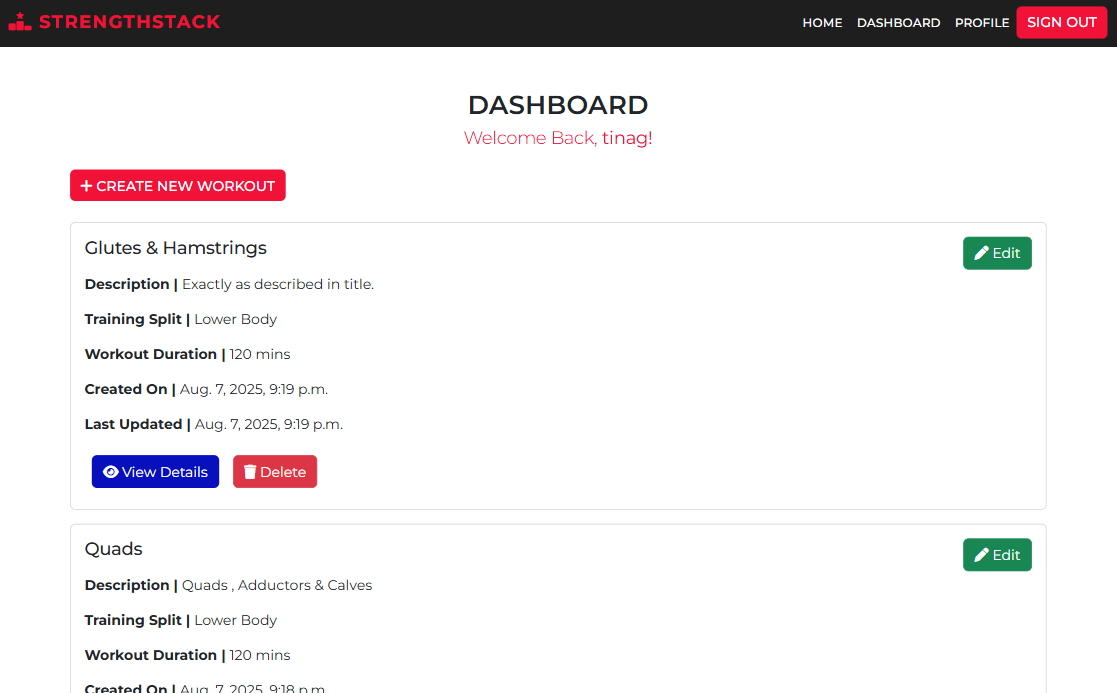 STRENGTHSTACK
HOME DASHBOARD PROFILE SIGN OUT
DASHBOARD
Welcome Back, tinag!
CREATE NEW WORKOUT
Glutes & Hamstrings
Edit
Description | Exactly as described in title.
Training Split | Lower Body
Workout Duration | 120 mins
Created On | Aug. 7, 2025, 9:19 p.m.
Last Updated | Aug. 7, 2025, 9:19 p.m.
View Details Delete
Quads
Edit
Description | Quads , Adductors & Calves
Training Split | Lower Body
Workout Duration | 120 mins
Created On | Aug. 7, 2025, 9:18 p.m.